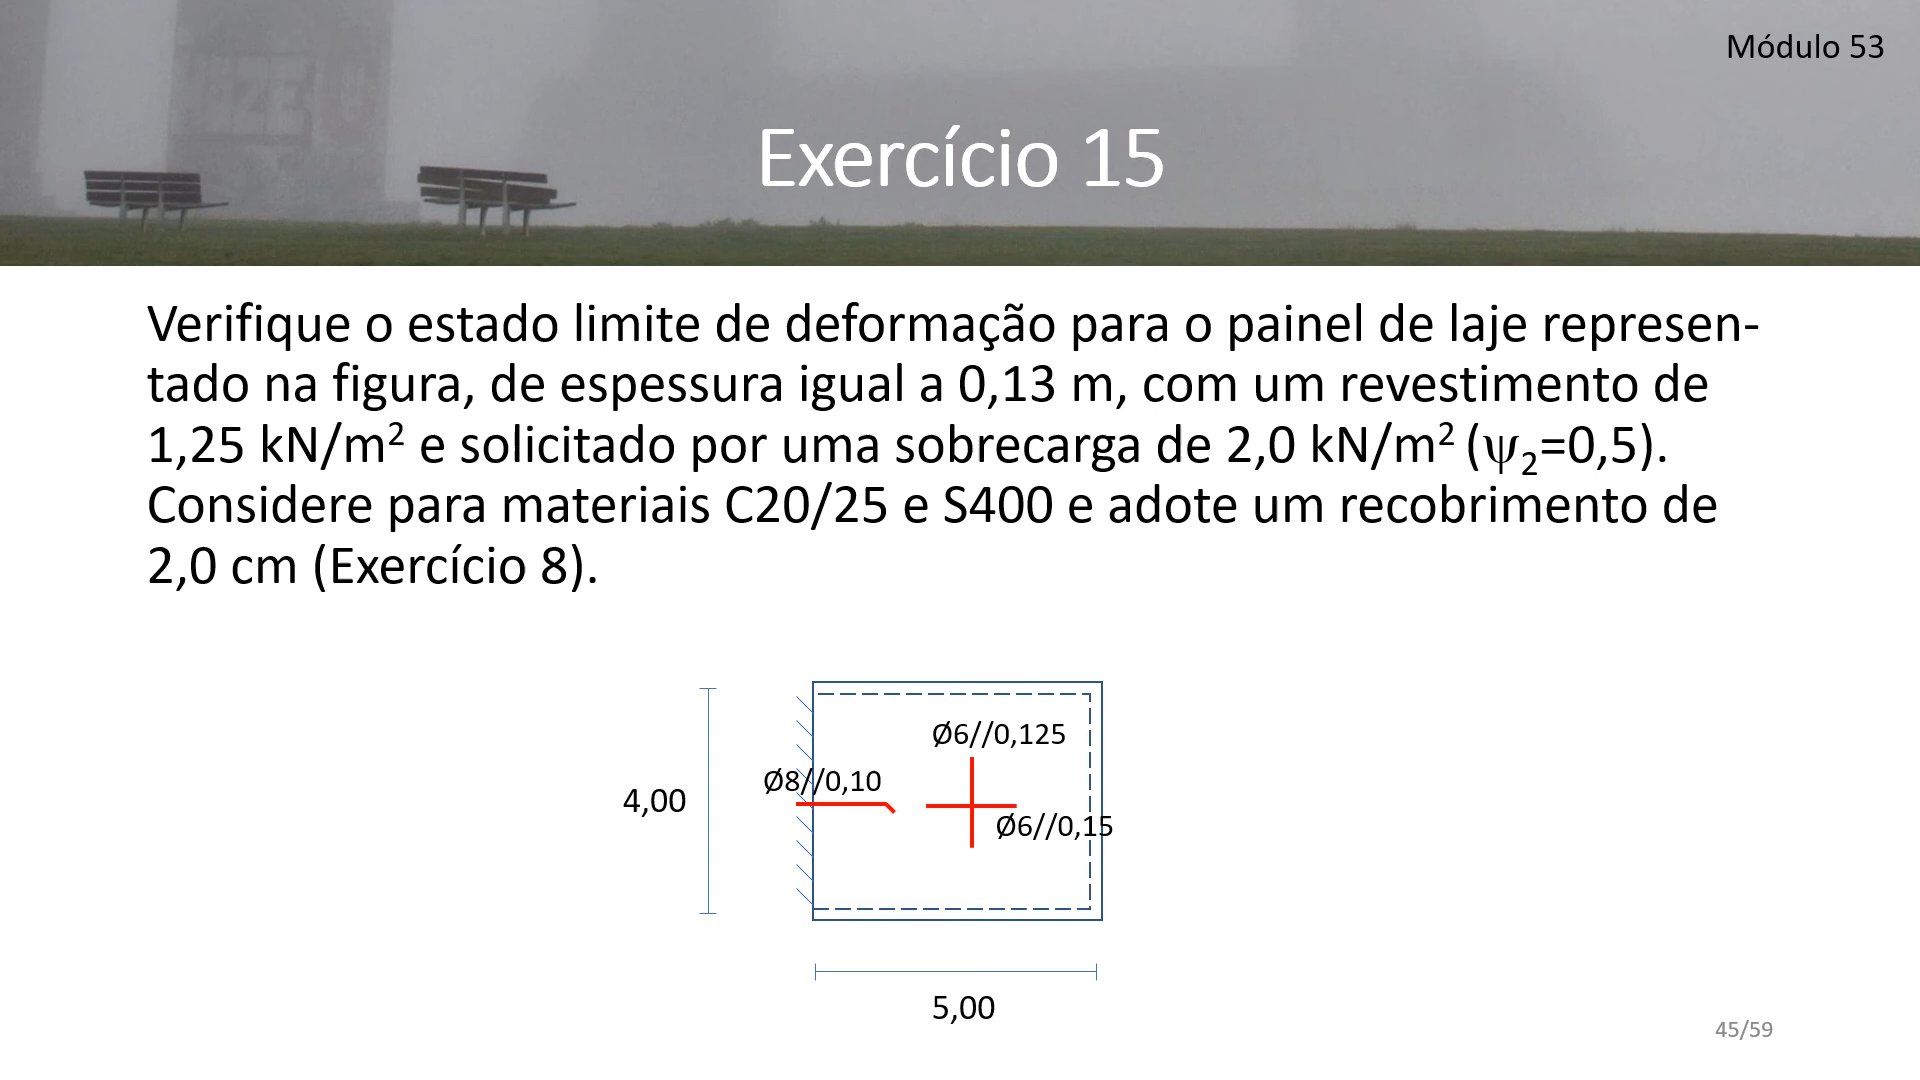 Módulo 53
Exercício 15
Verifique o estado limite de deformação para o painel de laje represen-
tado na figura, de espessura igual a 0,13 m, com um revestimento de
1,25 kN/m² e solicitado por uma sobrecarga de 2,0 kN/m² (ψ₂=0,5).
Considere para materiais C20/25 e S400 e adote um recobrimento de
2,0 cm (Exercício 8).
Ø6//0,125
Ø8//0,10
4,00
Ø6//0,15
5,00
45/59